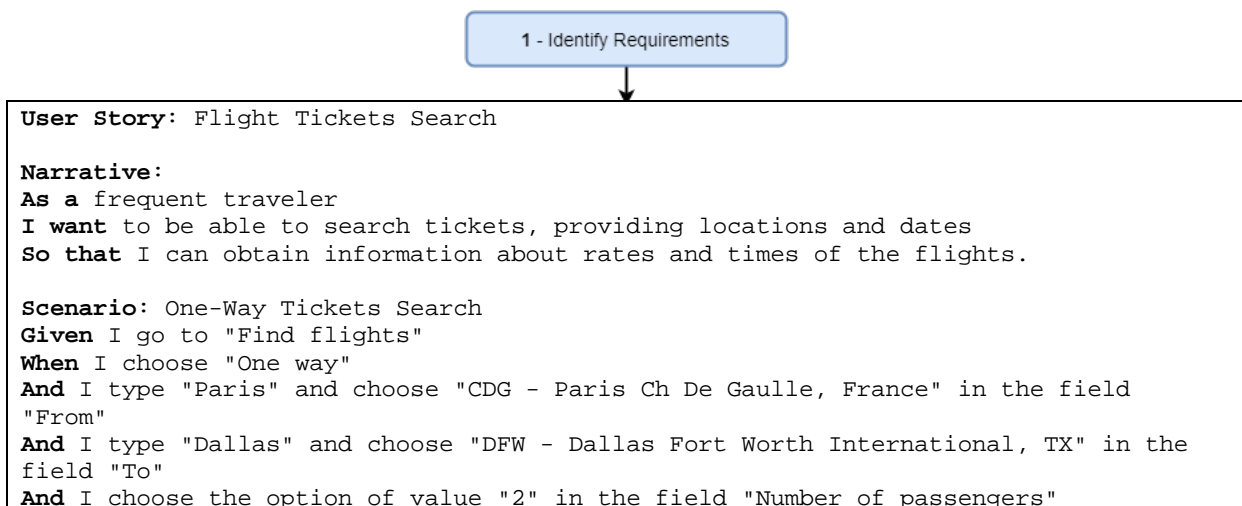 1 - Identify Requirements
User Story: Flight Tickets Search
Narrative:
As a frequent traveler
I want to be able to search tickets, providing locations and dates
So that I can obtain information about rates and times of the flights.
Scenario: One-Way Tickets Search
Given I go to "Find flights"
When I choose "One way"
And I type "Paris" and choose "CDG - Paris Ch De Gaulle, France" in the field
"From"
And I type "Dallas" and choose "DFW - Dallas Fort Worth International, TX" in the
field "To"
And I choose the option of value "2" in the field "Number of passengers"